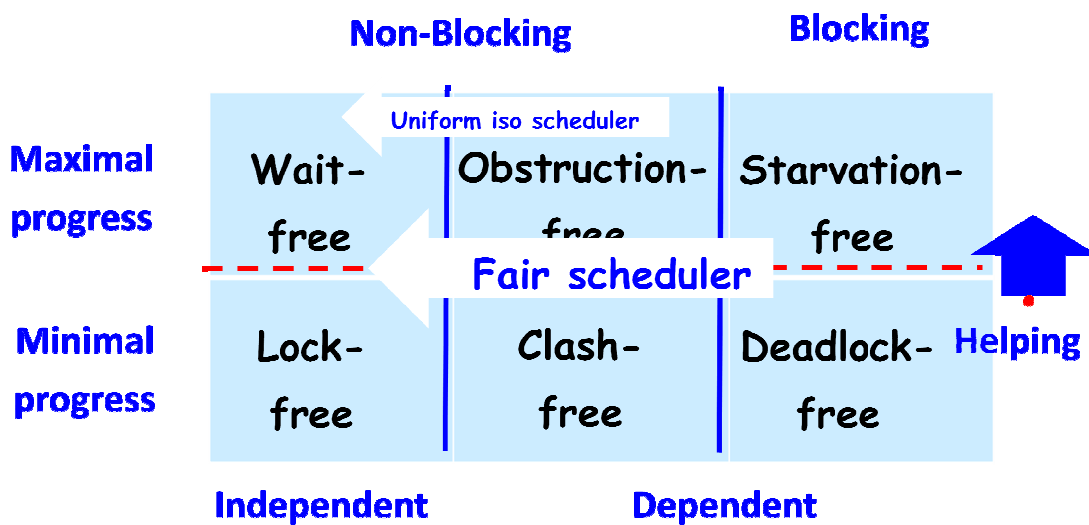 Non-Blocking Blocking
Uniform iso scheduler
Maximal Wait- Obstruction- Starvation-
progress free free free
Fair scheduler
Minimal Lock- Clash- Deadlock- Helping
progress free free free
Independent Dependent